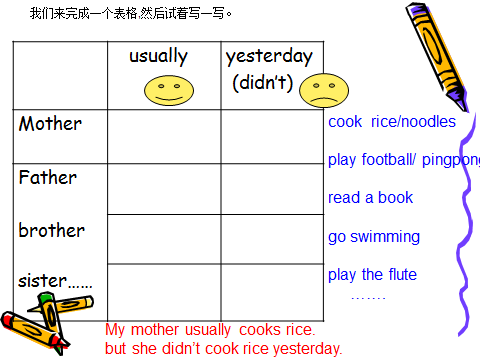 我们来完成一个表格,然后试着写一写。
usually
yesterday
(didn't)
Mother
Father
brother
sister……
cook rice/noodles
play football/ pingpong
read a book
go swimming
play the flute
…….
My mother usually cooks rice.
but she didn't cook rice yesterday.